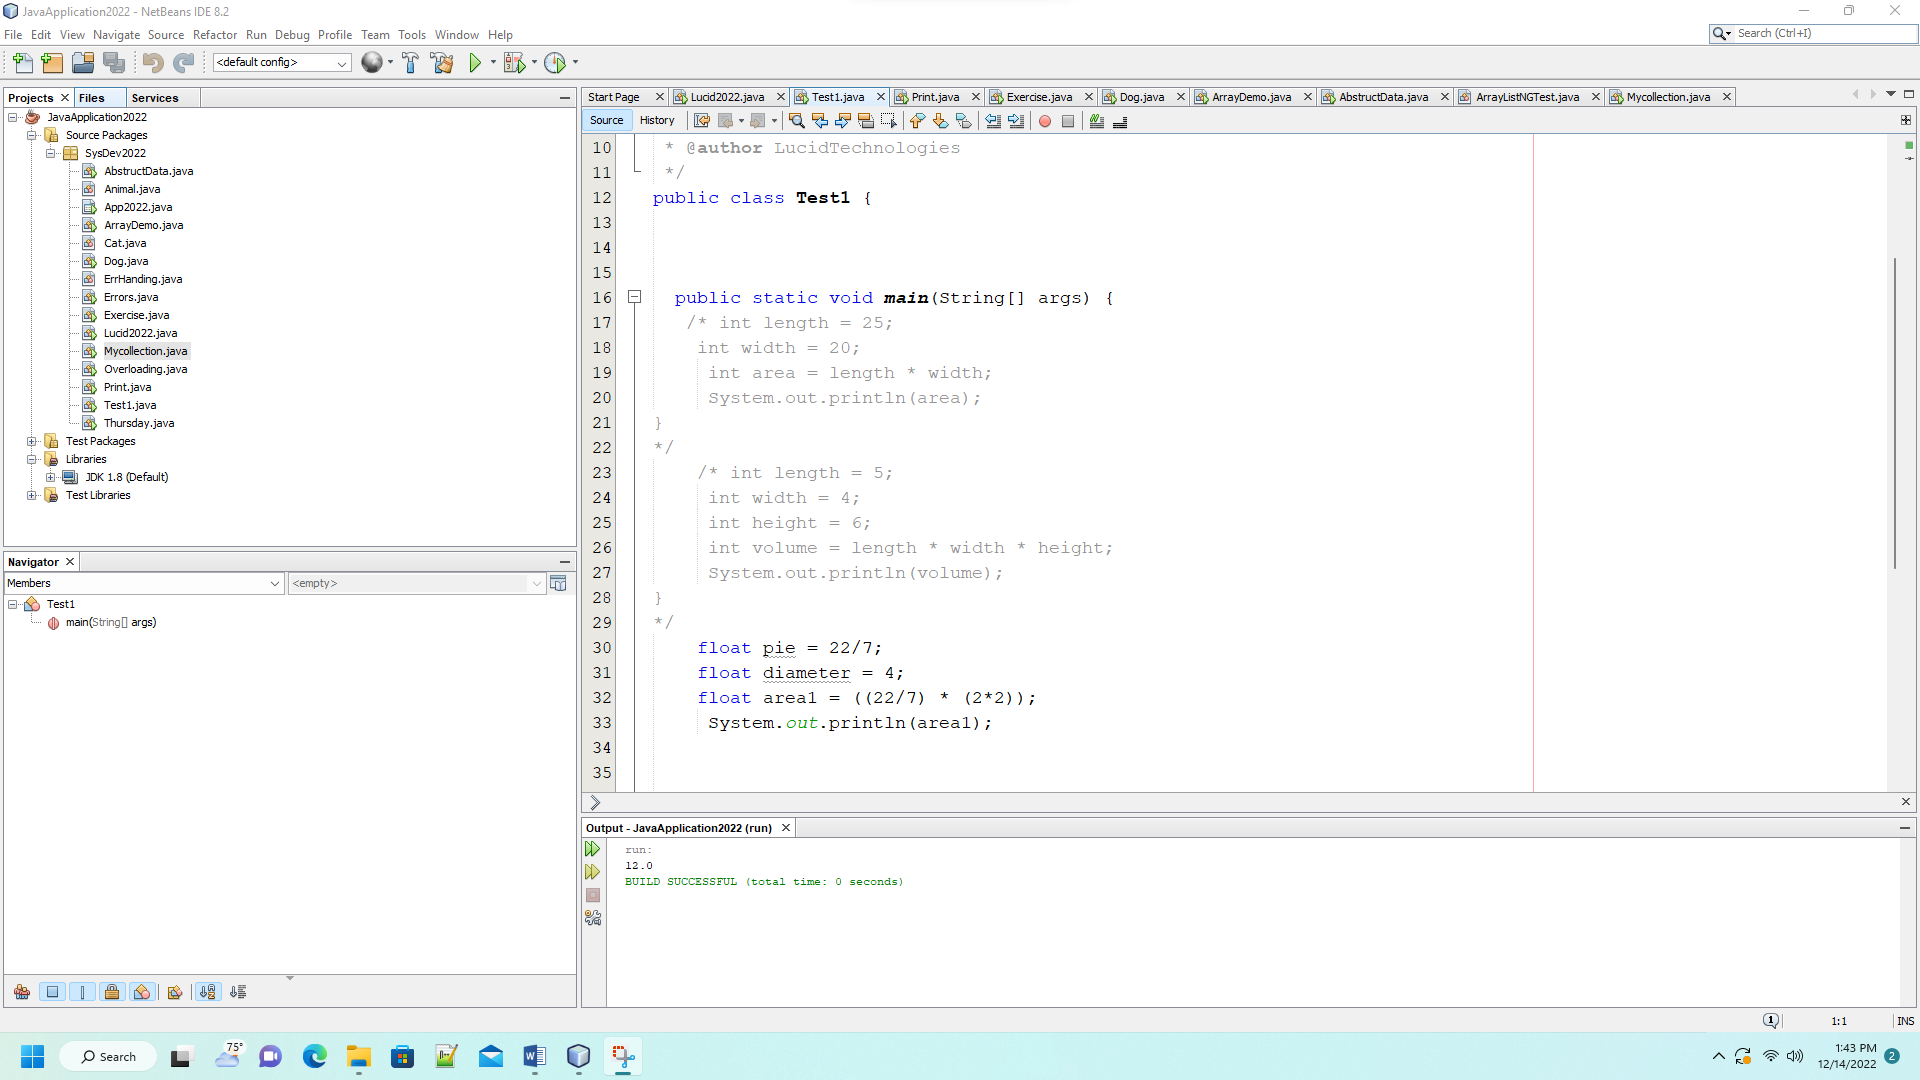 JavaApplication2022 - NetBeans IDE 8.2
File Edit View Navigate Source Refactor Run Debug Profile Team Tools Window Help
Search (Ctrl+I)
<default config>
Projects Files Services
JavaApplication2022
Source Packages
SysDev2022
AbstructData.java
Animal.java
App2022.java
ArrayDemo.java
Cat.java
Dog.java
ErrHanding.java
Errors.java
Exercise.java
Lucid2022.java
Mycollection.java
Overloading.java
Print.java
Test1.java
Thursday.java
Test Packages
Libraries
JDK 1.8 (Default)
Test Libraries
Navigator
Members <empty>
Test1
main(String[] args)
Start Page Lucid2022.java Test1.java Print.java Exercise.java Dog.java ArrayDemo.java AbstructData.java ArrayListNGTest.java Mycollection.java
Source History
10 * @author LucidTechnologies
11 */
12 public class Test1 {
13
14
15
16 public static void main(String[] args) {
17 /* int length = 25;
18 int width = 20;
19 int area = length * width;
20 System.out.println(area);
21 }
22 */
23 /* int length = 5;
24 int width = 4;
25 int height = 6;
26 int volume = length * width * height;
27 System.out.println(volume);
28 }
29 */
30 float pie = 22/7;
31 float diameter = 4;
32 float area1 = ((22/7) * (2*2));
33 System.out.println(area1);
34
35
Output - JavaApplication2022 (run)
run:
12.0
BUILD SUCCESSFUL (total time: 0 seconds)
1 1:1 INS
Search
75°
1:43 PM
12/14/2022
2